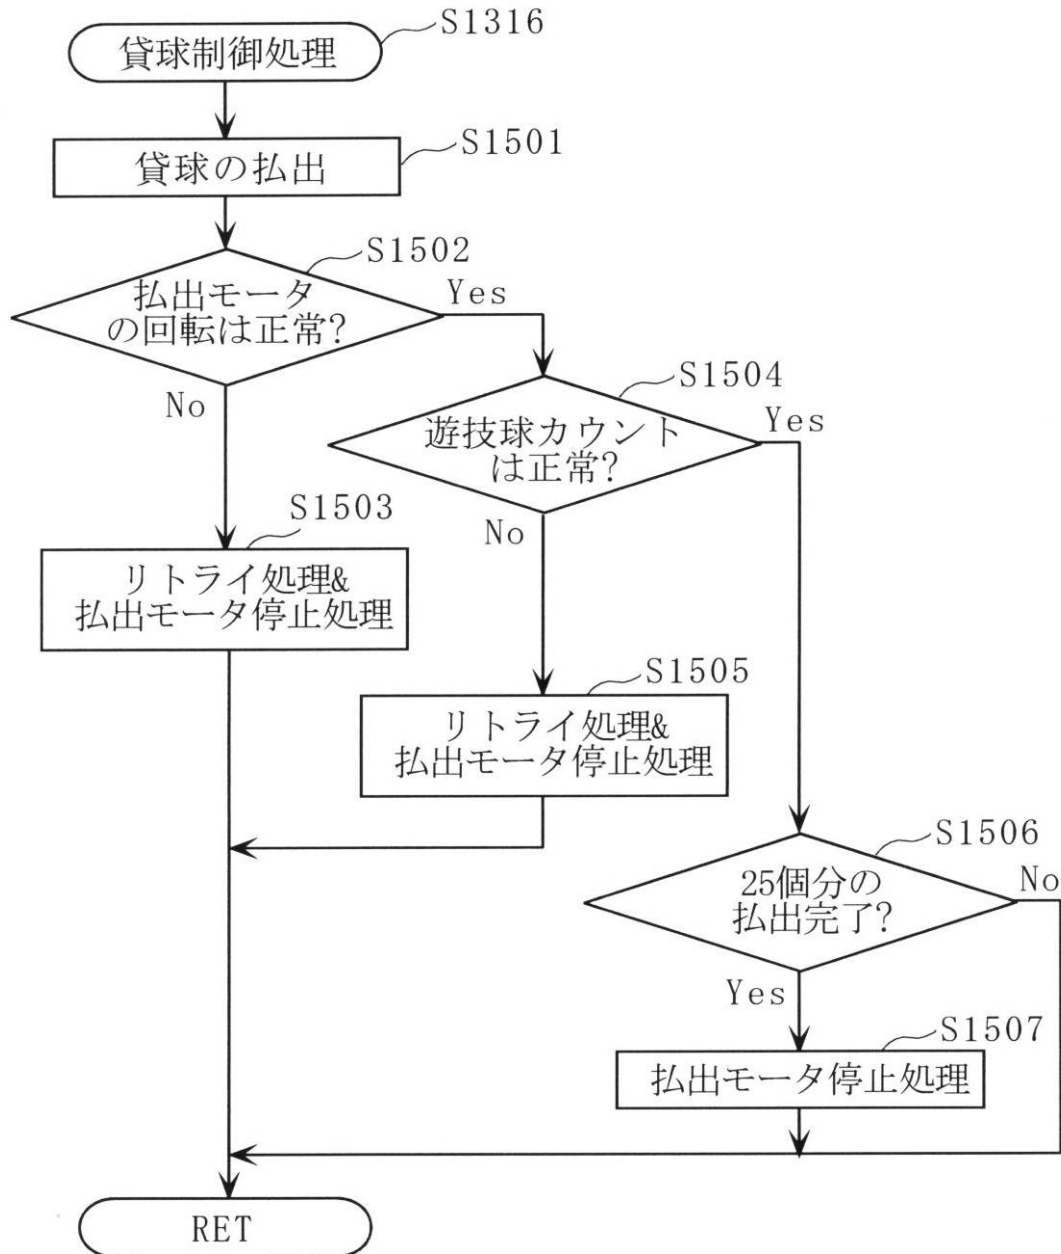 貸球制御処理
S1316
貸球の払出
S1501
払出モータ
の回転は正常?
S1502
Yes
No
遊技球カウント
は正常?
S1504
Yes
No
リトライ処理&
払出モータ停止処理
S1503
リトライ処理&
払出モータ停止処理
S1505
25個分の
払出完了?
S1506
No
Yes
払出モータ停止処理
S1507
RET